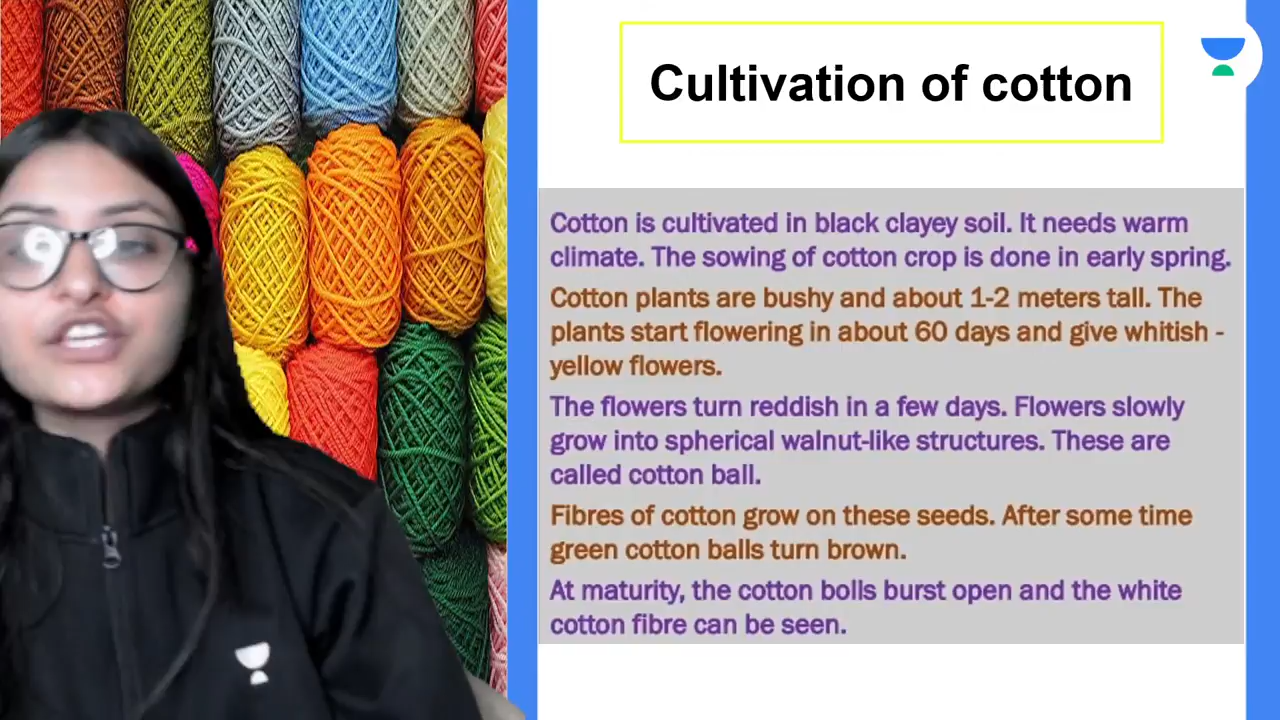 Cultivation of cotton
Cotton is cultivated in black clayey soil. It needs warm
climate. The sowing of cotton crop is done in early spring.
Cotton plants are bushy and about 1-2 meters tall. The
plants start flowering in about 60 days and give whitish -
yellow flowers.
The flowers turn reddish in a few days. Flowers slowly
grow into spherical walnut-like structures. These are
called cotton ball.
Fibres of cotton grow on these seeds. After some time
green cotton balls turn brown.
At maturity, the cotton bolls burst open and the white
cotton fibre can be seen.